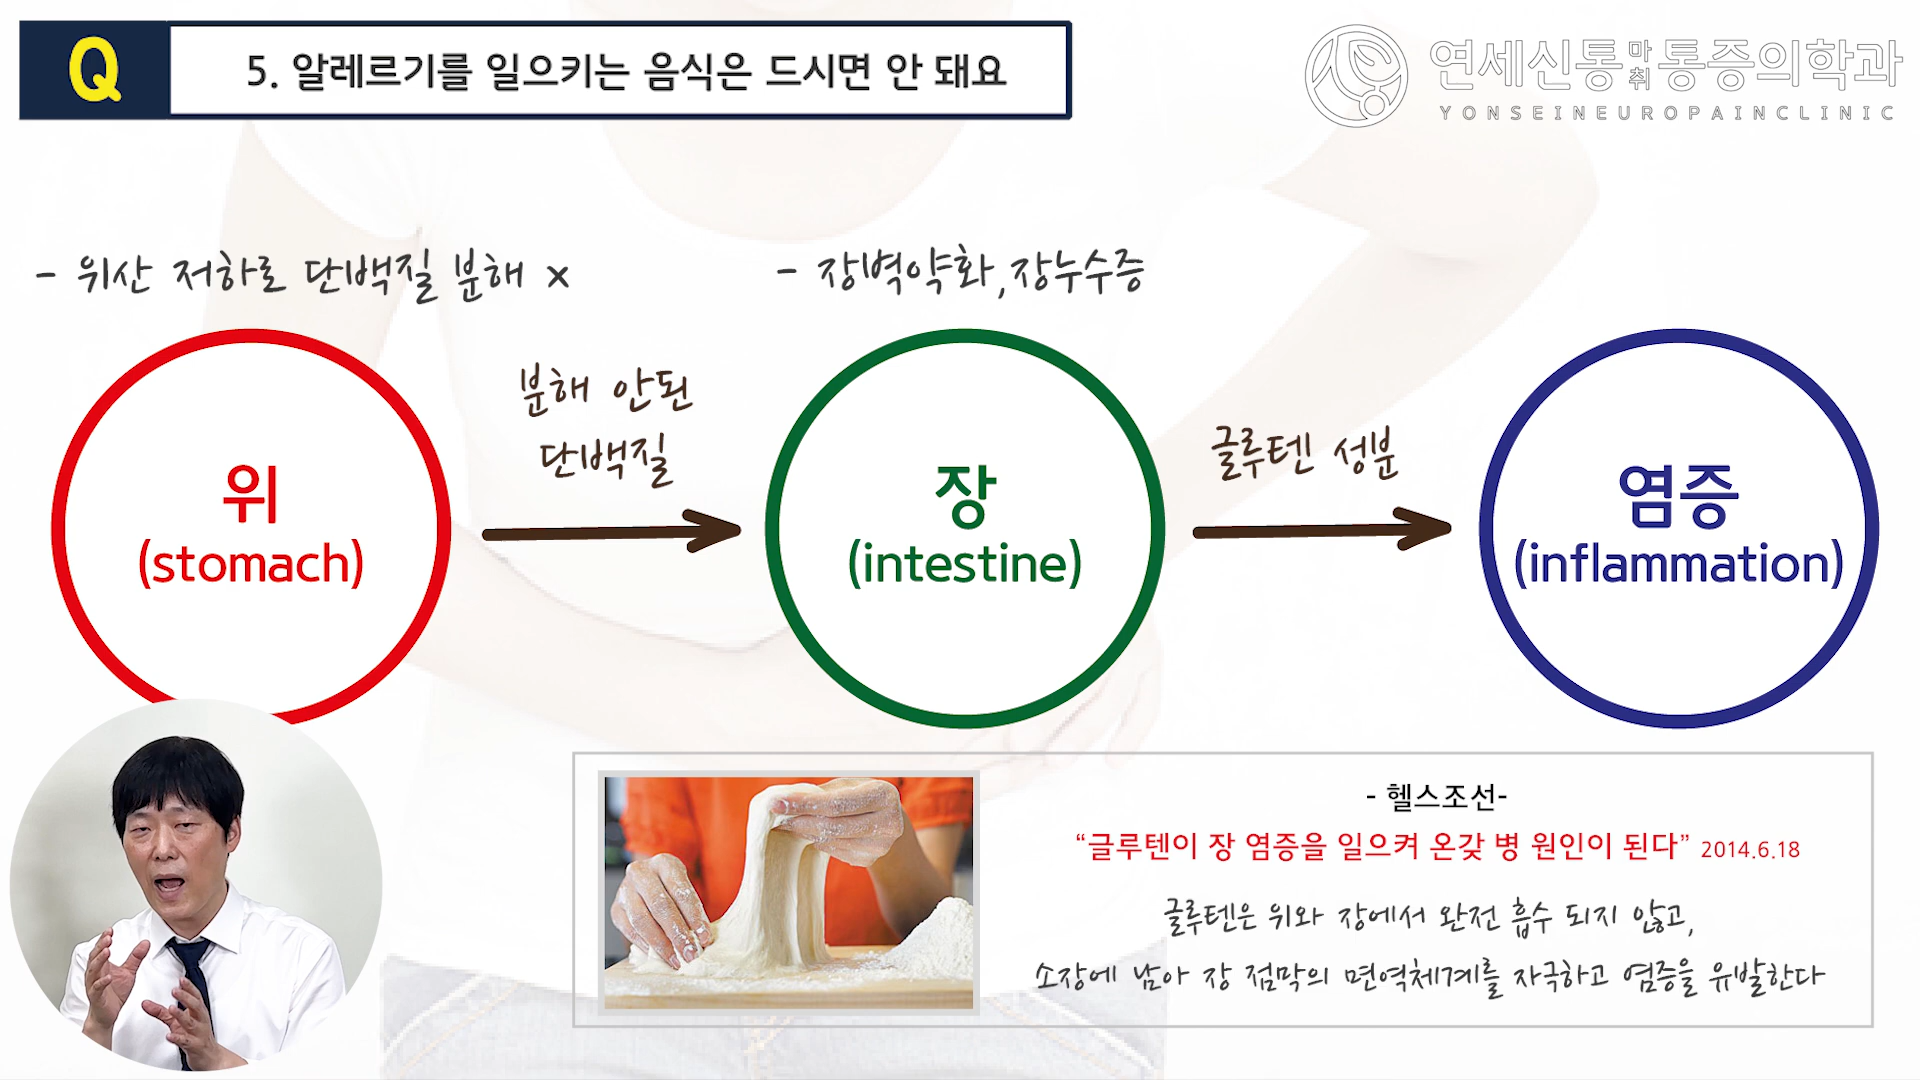 Q
5. 알레르기를 일으키는 음식은 드시면 안 돼요
연세신통마취통증의학과
YONSEINEUROPAINCLINIC
- 위산 저하로 단백질 분해 ×
- 장벽약화, 장누수증
분해 안된
단백질
글루텐 성분
위
(stomach)
장
(intestine)
염증
(inflammation)
- 헬스조선-
“글루텐이 장 염증을 일으켜 온갖 병 원인이 된다” 2014.6.18
글루텐은 위와 장에서 완전 흡수 되지 않고,
소장에 남아 장 점막의 면역체계를 자극하고 염증을 유발한다